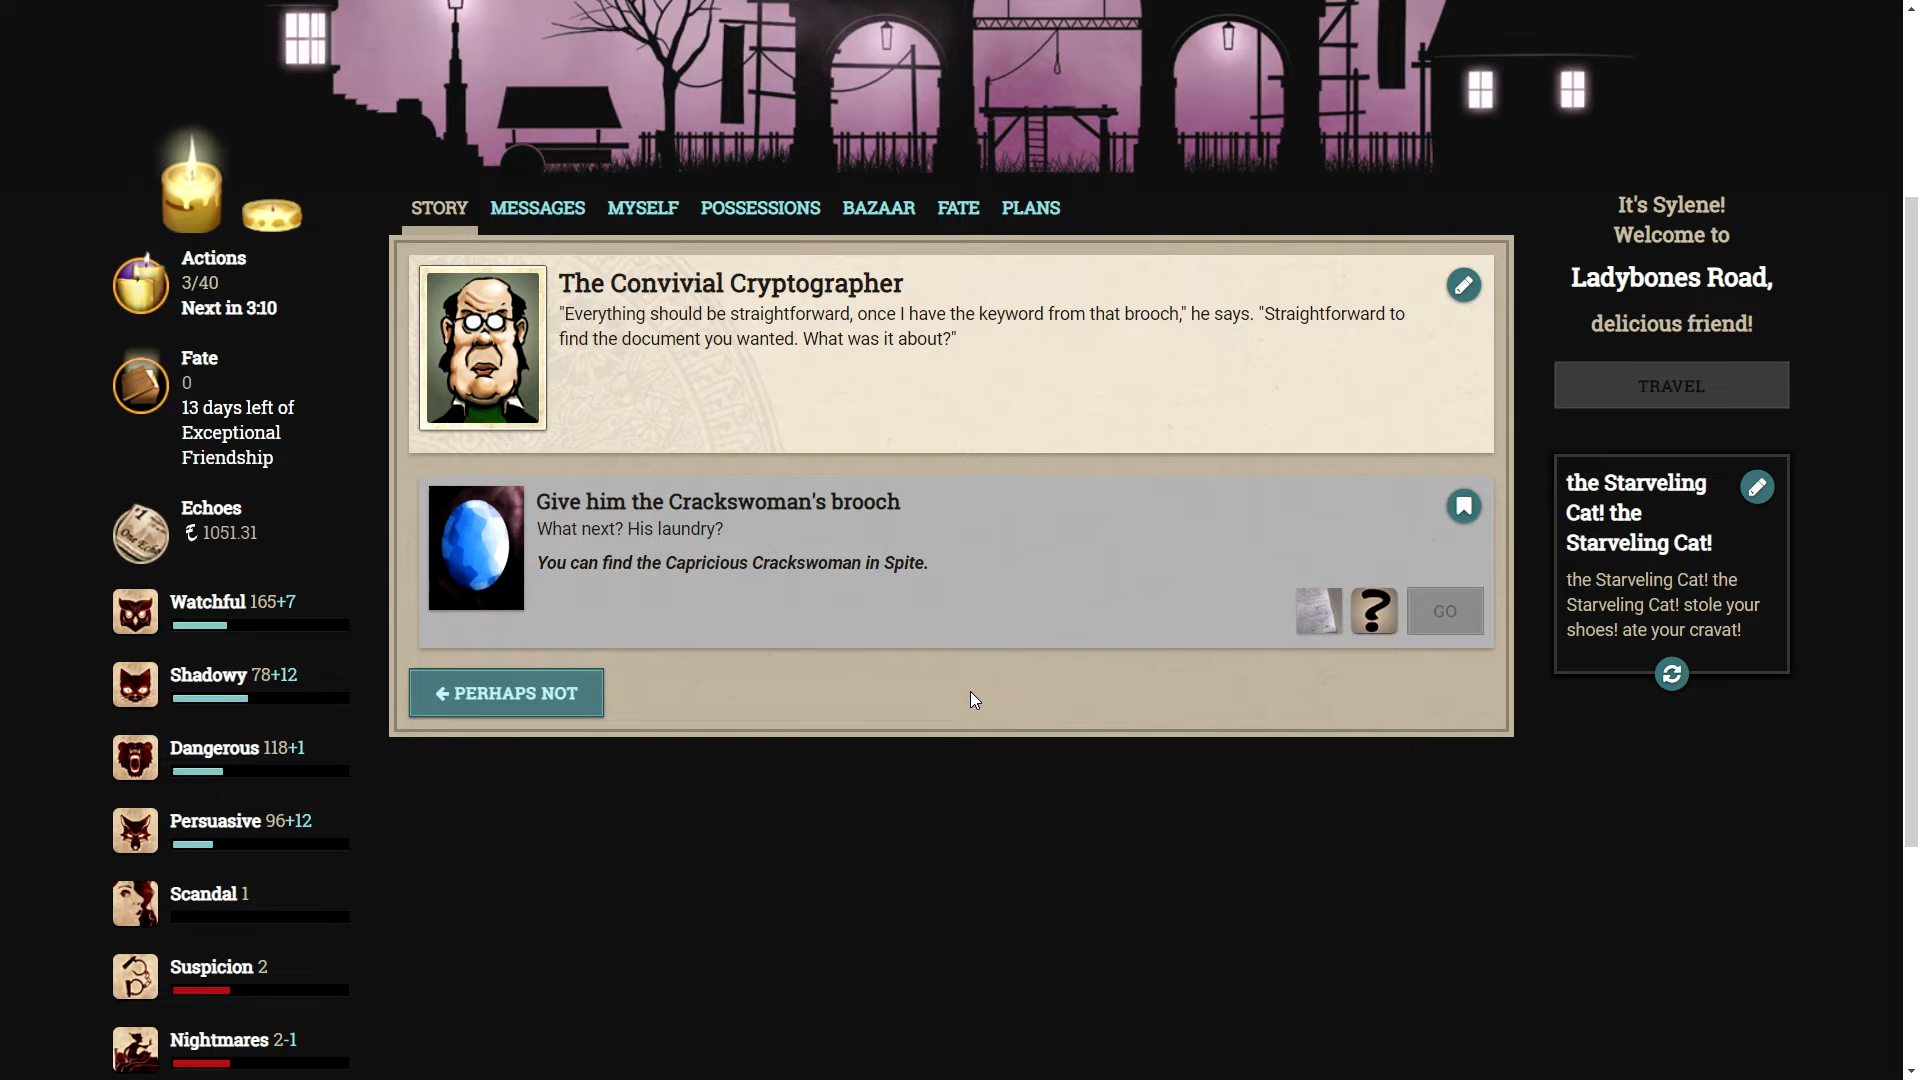 STORY MESSAGES MYSELF POSSESSIONS BAZAAR FATE PLANS
Actions
3/40
Next in 3:10
Fate
0
13 days left of
Exceptional
Friendship
One Echo
Echoes
1051.31
Watchful 165+7
Shadowy 78+12
Dangerous 118+1
Persuasive 96+12
Scandal 1
Suspicion 2
Nightmares 2-1
The Convivial Cryptographer
"Everything should be straightforward, once I have the keyword from that brooch," he says. "Straightforward to
find the document you wanted. What was it about?"
Give him the Crackswoman's brooch
What next? His laundry?
You can find the Capricious Crackswoman in Spite.
?
GO
PERHAPS NOT
It's Sylene!
Welcome to
Ladybones Road,
delicious friend!
TRAVEL
the Starveling
Cat! the
Starveling Cat!
the Starveling Cat! the
Starveling Cat! stole your
shoes! ate your cravat!